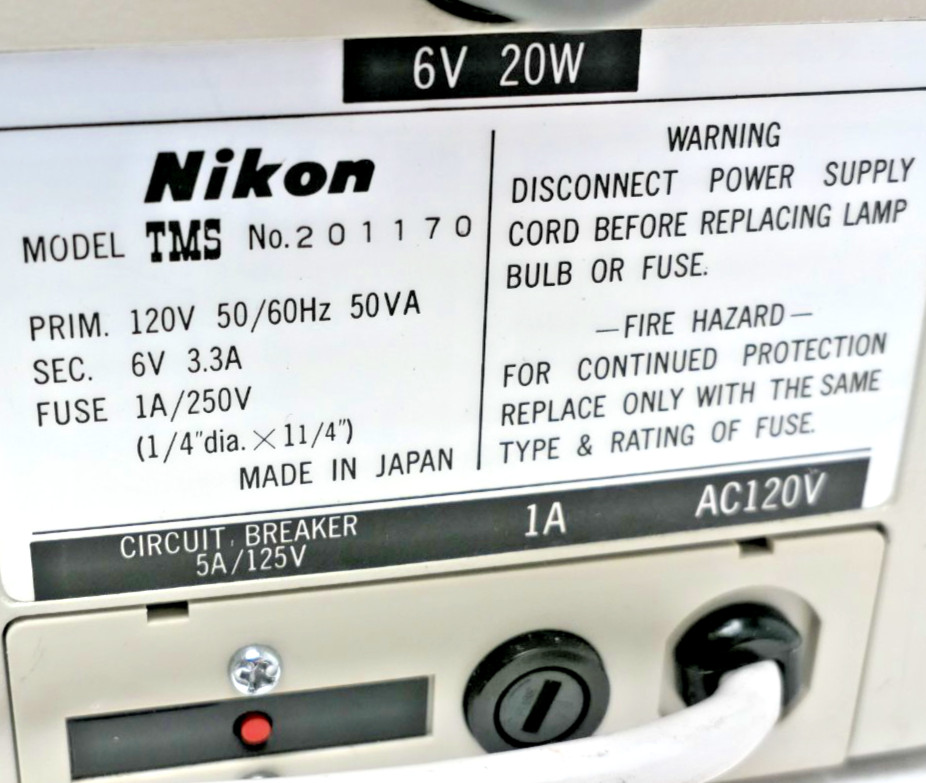 6V 20W
Nikon
MODEL TMS No. 201170
PRIM. 120V 50/60Hz 50VA
SEC. 6V 3.3A
FUSE 1A/250V
(1/4"dia.×11/4")
MADE IN JAPAN
WARNING
DISCONNECT POWER SUPPLY
CORD BEFORE REPLACING LAMP
BULB OR FUSE.
—FIRE HAZARD—
FOR CONTINUED PROTECTION
REPLACE ONLY WITH THE SAME
TYPE & RATING OF FUSE.
CIRCUIT BREAKER
5A/125V
1A
AC120V